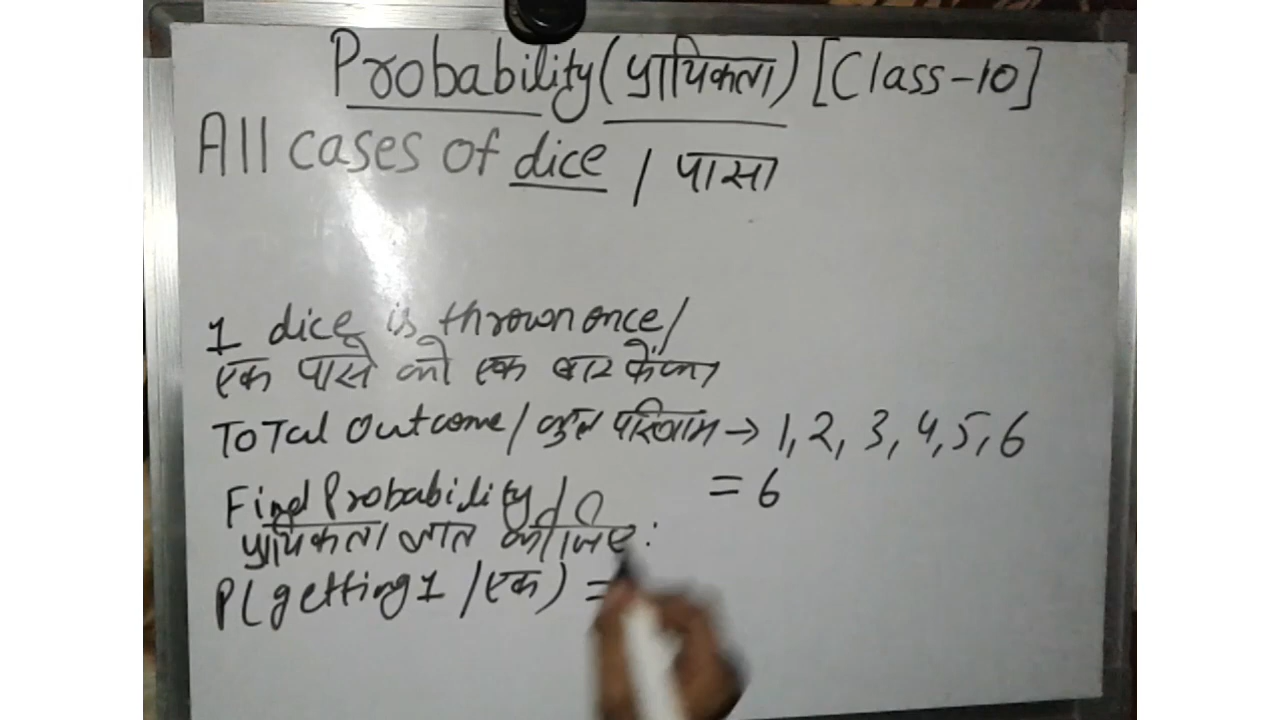 Probability (प्रायिकता) [Class-10]
All cases of dice / पासा
1 dice is thrown once/
एक पासे को एक बार फेंकना
Total outcome / कुल परिणाम → 1, 2, 3, 4, 5, 6
= 6
Find Probability /
प्रायिकता ज्ञात कीजिए :
P(getting 1 / एक) =